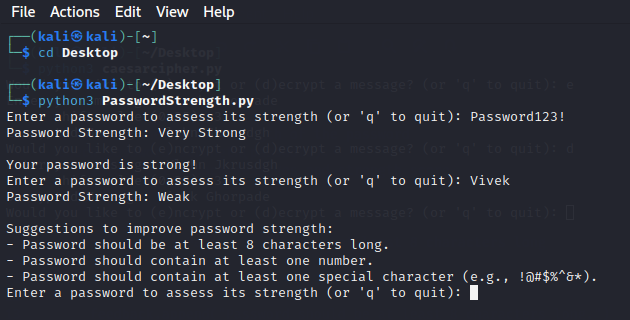 File Actions Edit View Help
┌──(kali㉿kali)-[~]
└─$ cd Desktop
┌──(kali㉿kali)-[~/Desktop]
└─$ python3 PasswordStrength.py
Enter a password to assess its strength (or 'q' to quit): Password123!
Password Strength: Very Strong
Your password is strong!
Enter a password to assess its strength (or 'q' to quit): Vivek
Password Strength: Weak
Suggestions to improve password strength:
- Password should be at least 8 characters long.
- Password should contain at least one number.
- Password should contain at least one special character (e.g., !@#$%^&*).
Enter a password to assess its strength (or 'q' to quit):